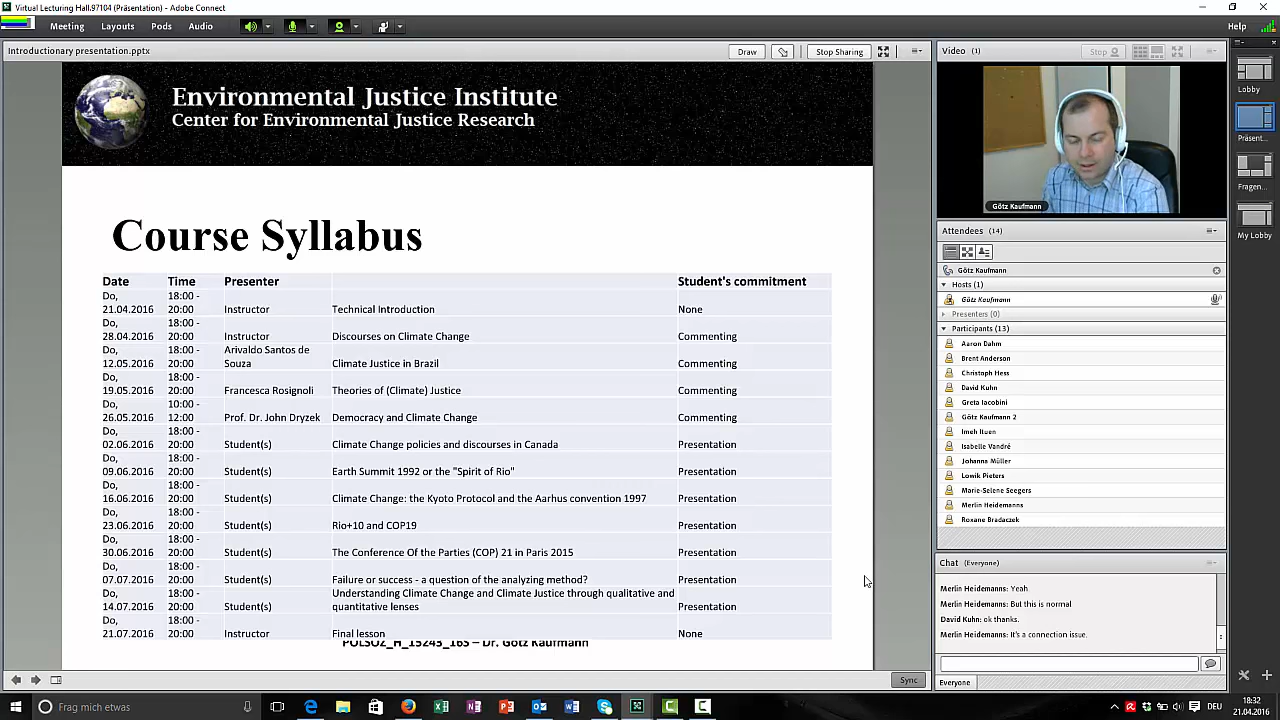 Virtual Lecturing Hall.97104 (Präsentation) - Adobe Connect
Meeting Layouts Pods Audio Help
Introductionary presentation.pptx
Draw Stop Sharing
Environmental Justice Institute
Center for Environmental Justice Research
Course Syllabus
Date Time Presenter Student's commitment
Do, 18:00 -
21.04.2016 20:00 Instructor Technical Introduction None
Do, 18:00 -
28.04.2016 20:00 Instructor Discourses on Climate Change Commenting
Do, 18:00 - Arivaldo Santos de
12.05.2016 20:00 Souza Climate Justice in Brazil Commenting
Do, 18:00 -
19.05.2016 20:00 Francesca Rosignoli Theories of (Climate) Justice Commenting
Do, 10:00 -
26.05.2016 12:00 Prof. Dr. John Dryzek Democracy and Climate Change Commenting
Do, 18:00 -
02.06.2016 20:00 Student(s) Climate Change policies and discourses in Canada Presentation
Do, 18:00 -
09.06.2016 20:00 Student(s) Earth Summit 1992 or the "Spirit of Rio" Presentation
Do, 18:00 -
16.06.2016 20:00 Student(s) Climate Change: the Kyoto Protocol and the Aarhus convention 1997 Presentation
Do, 18:00 -
23.06.2016 20:00 Student(s) Rio+10 and COP19 Presentation
Do, 18:00 -
30.06.2016 20:00 Student(s) The Conference Of the Parties (COP) 21 in Paris 2015 Presentation
Do, 18:00 -
07.07.2016 20:00 Student(s) Failure or success - a question of the analyzing method? Presentation
Do, 18:00 - Understanding Climate Change and Climate Justice through qualitative and
14.07.2016 20:00 Student(s) quantitative lenses Presentation
Do, 18:00 -
21.07.2016 20:00 Instructor Final lesson None
POLSOZ_H_15243_16S – Dr. Götz Kaufmann
Sync
Video (1)
Stop
Götz Kaufmann
Attendees (14)
Götz Kaufmann
Hosts (1)
Götz Kaufmann
Presenters (0)
Participants (13)
Aaron Dahm
Brent Anderson
Christoph Hess
David Kuhn
Greta Iacobini
Götz Kaufmann 2
Imeh Ituen
Isabelle Vandré
Johanna Müller
Lowik Pieters
Marie-Selene Seegers
Merlin Heidemanns
Roxane Bradaczek
Chat (Everyone)
Merlin Heidemanns: Yeah
Merlin Heidemanns: But this is normal
David Kuhn: ok thanks.
Merlin Heidemanns: It's a connection issue.
Everyone
Lobby
Präsent...
Fragen...
My Lobby
Frag mich etwas
DEU
18:32
21.04.2016